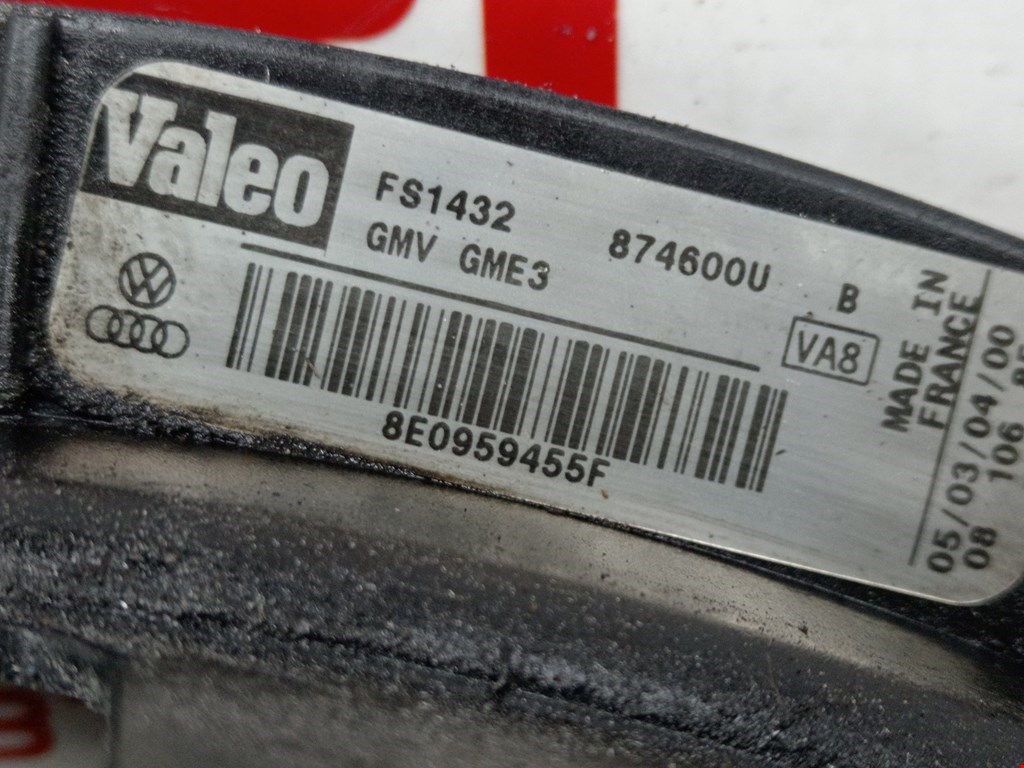 Valeo
FS1432
874600U
B
GMV GME3
VA8
8E0959455F
MADE IN
FRANCE
05/03/04/00
08 106